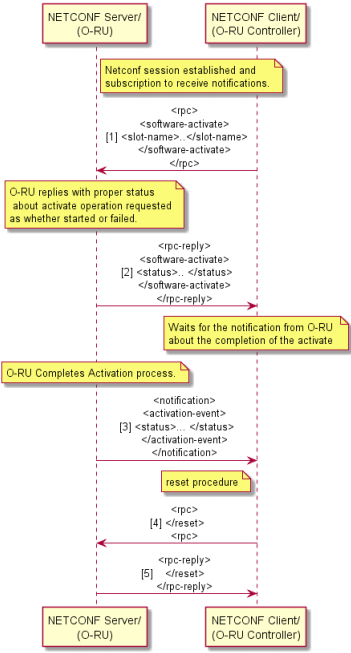 NETCONF Server/
(O-RU)
NETCONF Client/
(O-RU Controller)
Netconf session established and
subscription to receive notifications.
<rpc>
<software-activate>
[1] <slot-name>..</slot-name>
</software-activate>
</rpc>
O-RU replies with proper status
about activate operation requested
as whether started or failed.
<rpc-reply>
<software-activate>
[2] <status>.. </status>
</software-activate>
</rpc-reply>
Waits for the notification from O-RU
about the completion of the activate
O-RU Completes Activation process.
<notification>
<activation-event>
[3] <status>... </status>
</activation-event>
</notification>
reset procedure
<rpc>
[4] </reset>
<rpc>
<rpc-reply>
[5] </reset>
</rpc-reply>
NETCONF Server/
(O-RU)
NETCONF Client/
(O-RU Controller)